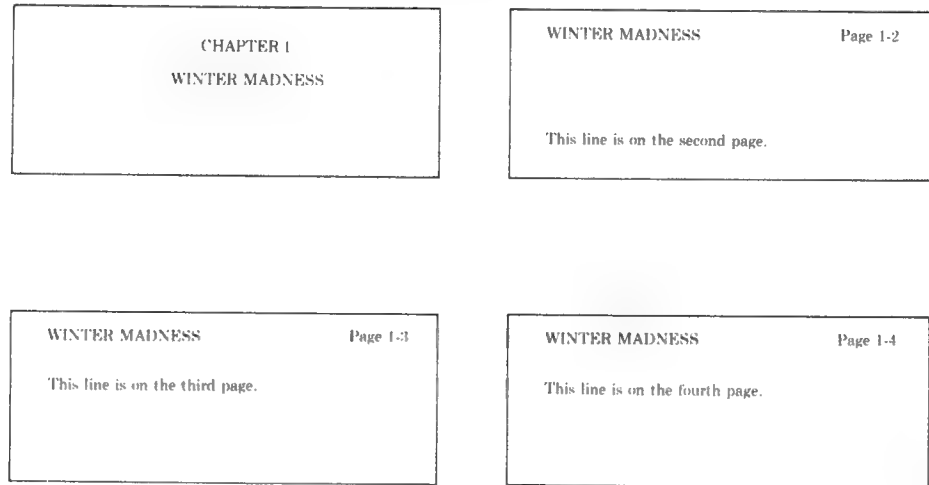 CHAPTER 1
WINTER MADNESS
WINTER MADNESS Page 1-2
This line is on the second page.
WINTER MADNESS Page 1-3
This line is on the third page.
WINTER MADNESS Page 1-4
This line is on the fourth page.